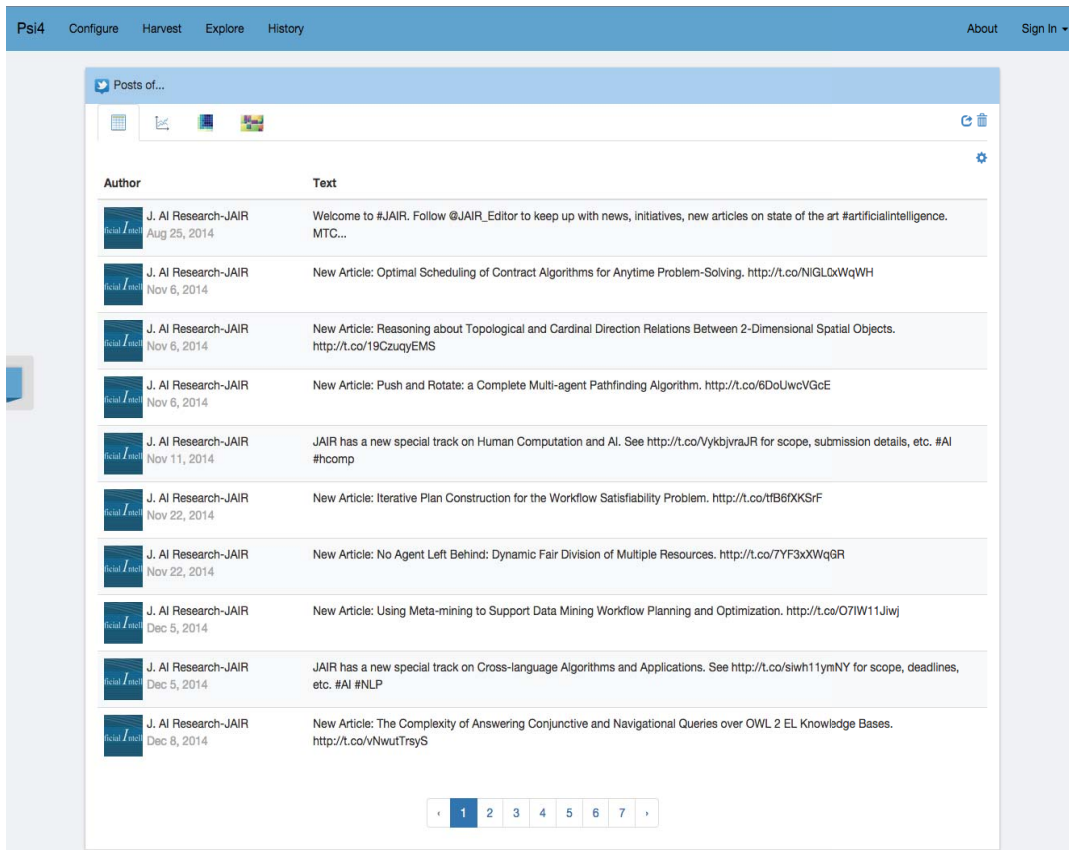 Psi4 Configure Harvest Explore History About Sign In
Posts of...
Author Text
J. AI Research-JAIR
Aug 25, 2014
Welcome to #JAIR. Follow @JAIR_Editor to keep up with news, initiatives, new articles on state of the art #artificialintelligence.
MTC...
J. AI Research-JAIR
Nov 6, 2014
New Article: Optimal Scheduling of Contract Algorithms for Anytime Problem-Solving. http://t.co/NIGL0xWqWH
J. AI Research-JAIR
Nov 6, 2014
New Article: Reasoning about Topological and Cardinal Direction Relations Between 2-Dimensional Spatial Objects.
http://t.co/19CzuqyEMS
J. AI Research-JAIR
Nov 6, 2014
New Article: Push and Rotate: a Complete Multi-agent Pathfinding Algorithm. http://t.co/6DoUwcVGcE
J. AI Research-JAIR
Nov 11, 2014
JAIR has a new special track on Human Computation and AI. See http://t.co/VykbjvraJR for scope, submission details, etc. #AI
#hcomp
J. AI Research-JAIR
Nov 22, 2014
New Article: Iterative Plan Construction for the Workflow Satisfiability Problem. http://t.co/tfB6fXKSrF
J. AI Research-JAIR
Nov 22, 2014
New Article: No Agent Left Behind: Dynamic Fair Division of Multiple Resources. http://t.co/7YF3xXWqGR
J. AI Research-JAIR
Dec 5, 2014
New Article: Using Meta-mining to Support Data Mining Workflow Planning and Optimization. http://t.co/O7IW11Jiwj
J. AI Research-JAIR
Dec 5, 2014
JAIR has a new special track on Cross-language Algorithms and Applications. See http://t.co/siwh11ymNY for scope, deadlines,
etc. #AI #NLP
J. AI Research-JAIR
Dec 8, 2014
New Article: The Complexity of Answering Conjunctive and Navigational Queries over OWL 2 EL Knowledge Bases.
http://t.co/vNwutTrsyS
‹ 1 2 3 4 5 6 7 ›